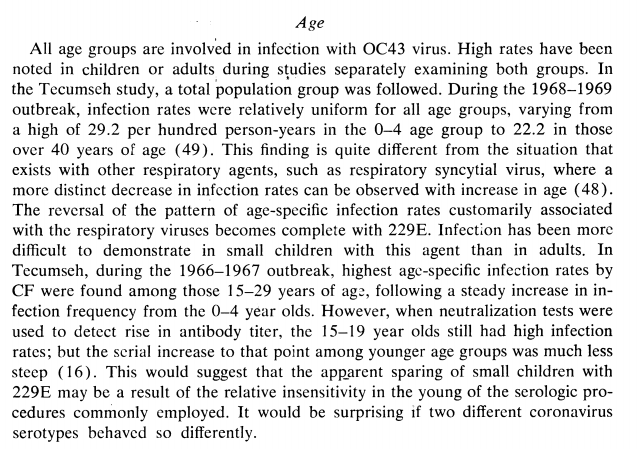 Age
All age groups are involved in infection with OC43 virus. High rates have been
noted in children or adults during studies separately examining both groups. In
the Tecumseh study, a total population group was followed. During the 1968–1969
outbreak, infection rates were relatively uniform for all age groups, varying from
a high of 29.2 per hundred person-years in the 0–4 age group to 22.2 in those
over 40 years of age (49). This finding is quite different from the situation that
exists with other respiratory agents, such as respiratory syncytial virus, where a
more distinct decrease in infection rates can be observed with increase in age (48).
The reversal of the pattern of age-specific infection rates customarily associated
with the respiratory viruses becomes complete with 229E. Infection has been more
difficult to demonstrate in small children with this agent than in adults. In
Tecumseh, during the 1966–1967 outbreak, highest age-specific infection rates by
CF were found among those 15–29 years of age, following a steady increase in in-
fection frequency from the 0–4 year olds. However, when neutralization tests were
used to detect rise in antibody titer, the 15–19 year olds still had high infection
rates; but the serial increase to that point among younger age groups was much less
steep (16). This would suggest that the apparent sparing of small children with
229E may be a result of the relative insensitivity in the young of the serologic pro-
cedures commonly employed. It would be surprising if two different coronavirus
serotypes behaved so differently.